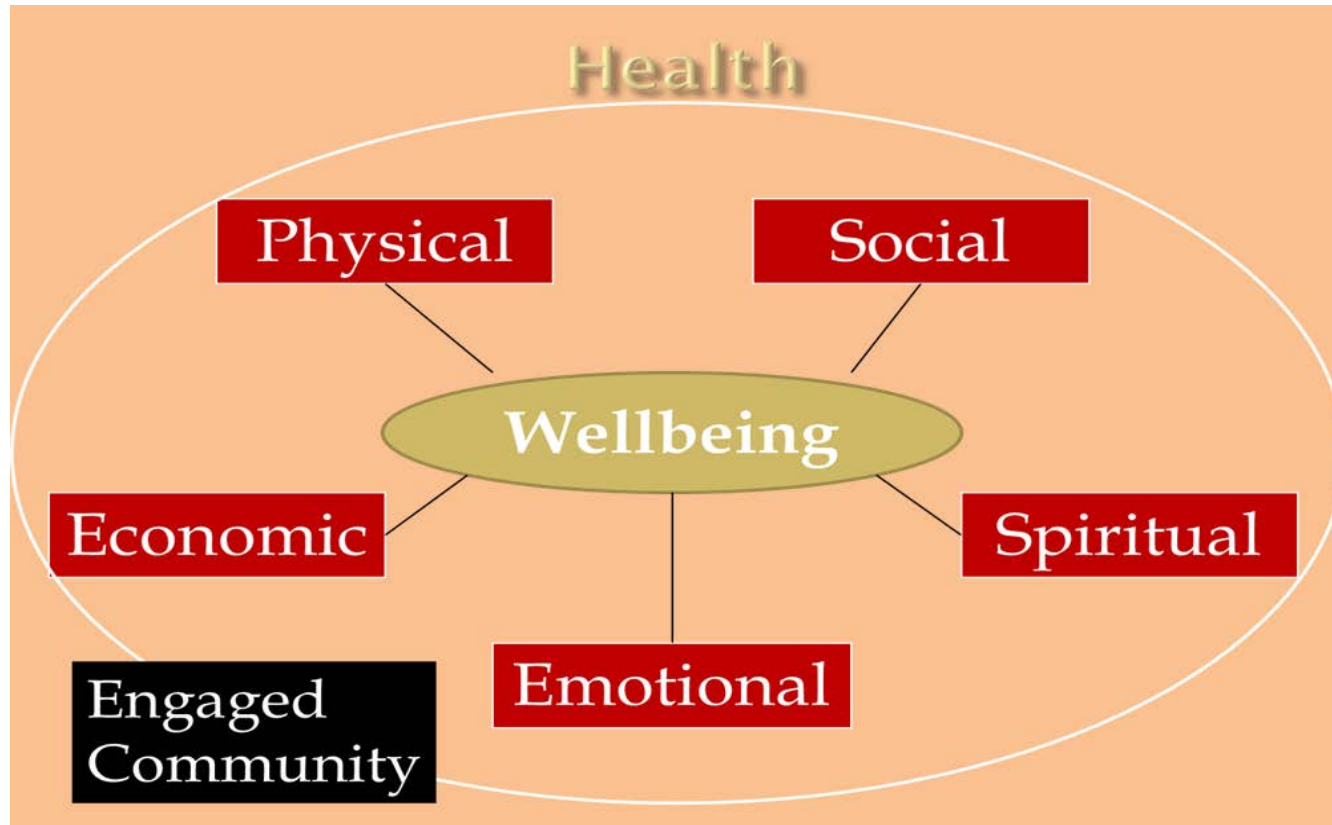 Health
Physical
Social
Wellbeing
Economic
Spiritual
Emotional
Engaged
Community